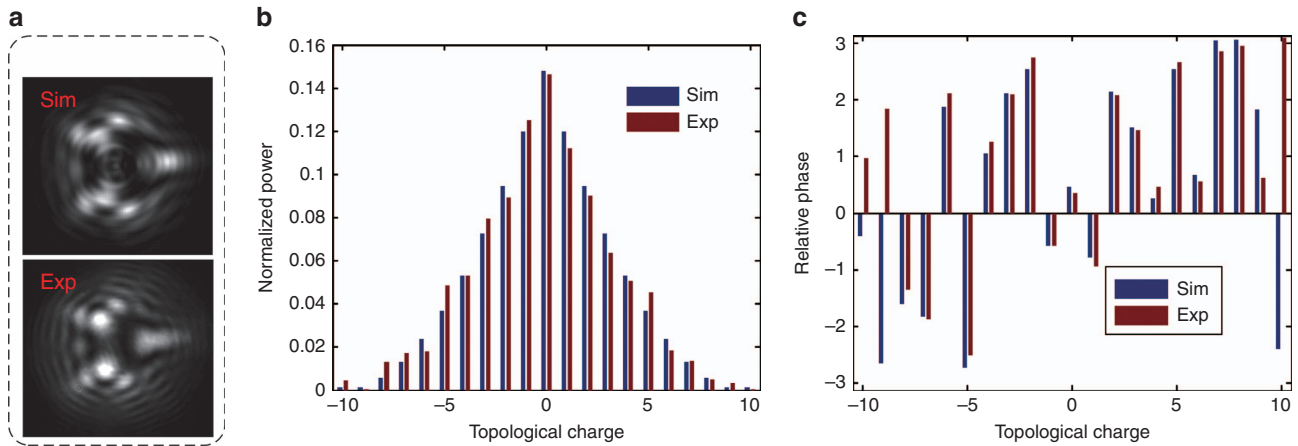 a
Sim
Exp
b
0.16
0.14
0.12
0.1
0.08
0.06
0.04
0.02
0
Normalized power
Sim
Exp
−10
−5
0
5
10
Topological charge
c
3
2
1
0
−1
−2
−3
Relative phase
Sim
Exp
−10
−5
0
5
10
Topological charge